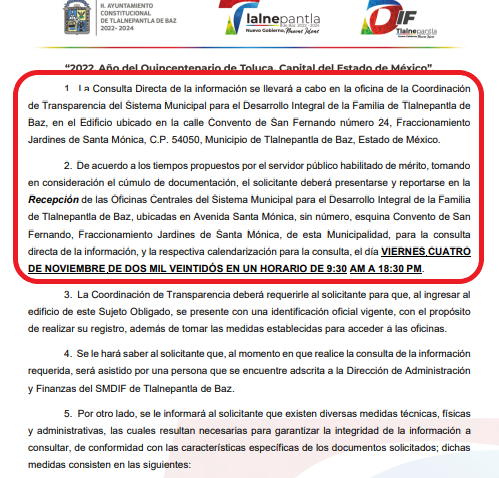 H. AYUNTAMIENTO
CONSTITUCIONAL
DE TLALNEPANTLA DE BAZ
2022- 2024
Tlalnepantla
Nuevo Gobierno, Nuevo Tlane
DIF
Tlalnepantla
"2022. Año del Quincentenario de Toluca, Capital del Estado de México"
1. La Consulta Directa de la información se llevará a cabo en la oficina de la Coordinación
de Transparencia del Sistema Municipal para el Desarrollo Integral de la Familia de Tlalnepantla de
Baz, en el Edificio ubicado en la calle Convento de San Fernando número 24, Fraccionamiento
Jardines de Santa Mónica, C.P. 54050, Municipio de Tlalnepantla de Baz, Estado de México.
2. De acuerdo a los tiempos propuestos por el servidor público habilitado de mérito, tomando
en consideración el cúmulo de documentación, el solicitante deberá presentarse y reportarse en la
Recepción de las Oficinas Centrales del Sistema Municipal para el Desarrollo Integral de la Familia
de Tlalnepantla de Baz, ubicadas en Avenida Santa Mónica, sin número, esquina Convento de San
Fernando, Fraccionamiento Jardines de Santa Mónica, de esta Municipalidad, para la consulta
directa de la información, y la respectiva calendarización para la consulta, el día VIERNES CUATRO
DE NOVIEMBRE DE DOS MIL VEINTIDÓS EN UN HORARIO DE 9:30 AM A 18:30 PM.
3. La Coordinación de Transparencia deberá requerirle al solicitante para que, al ingresar al
edificio de este Sujeto Obligado, se presente con una identificación oficial vigente, con el propósito
de realizar su registro, además de tomar las medidas establecidas para acceder a las oficinas.
4. Se le hará saber al solicitante que, al momento en que realice la consulta de la información
requerida, será asistido por una persona que se encuentre adscrita a la Dirección de Administración
y Finanzas del SMDIF de Tlalnepantla de Baz.
5. Por otro lado, se le informará al solicitante que existen diversas medidas técnicas, físicas
y administrativas, las cuales resultan necesarias para garantizar la integridad de la información a
consultar, de conformidad con las características específicas de los documentos solicitados; dichas
medidas consisten en las siguientes: